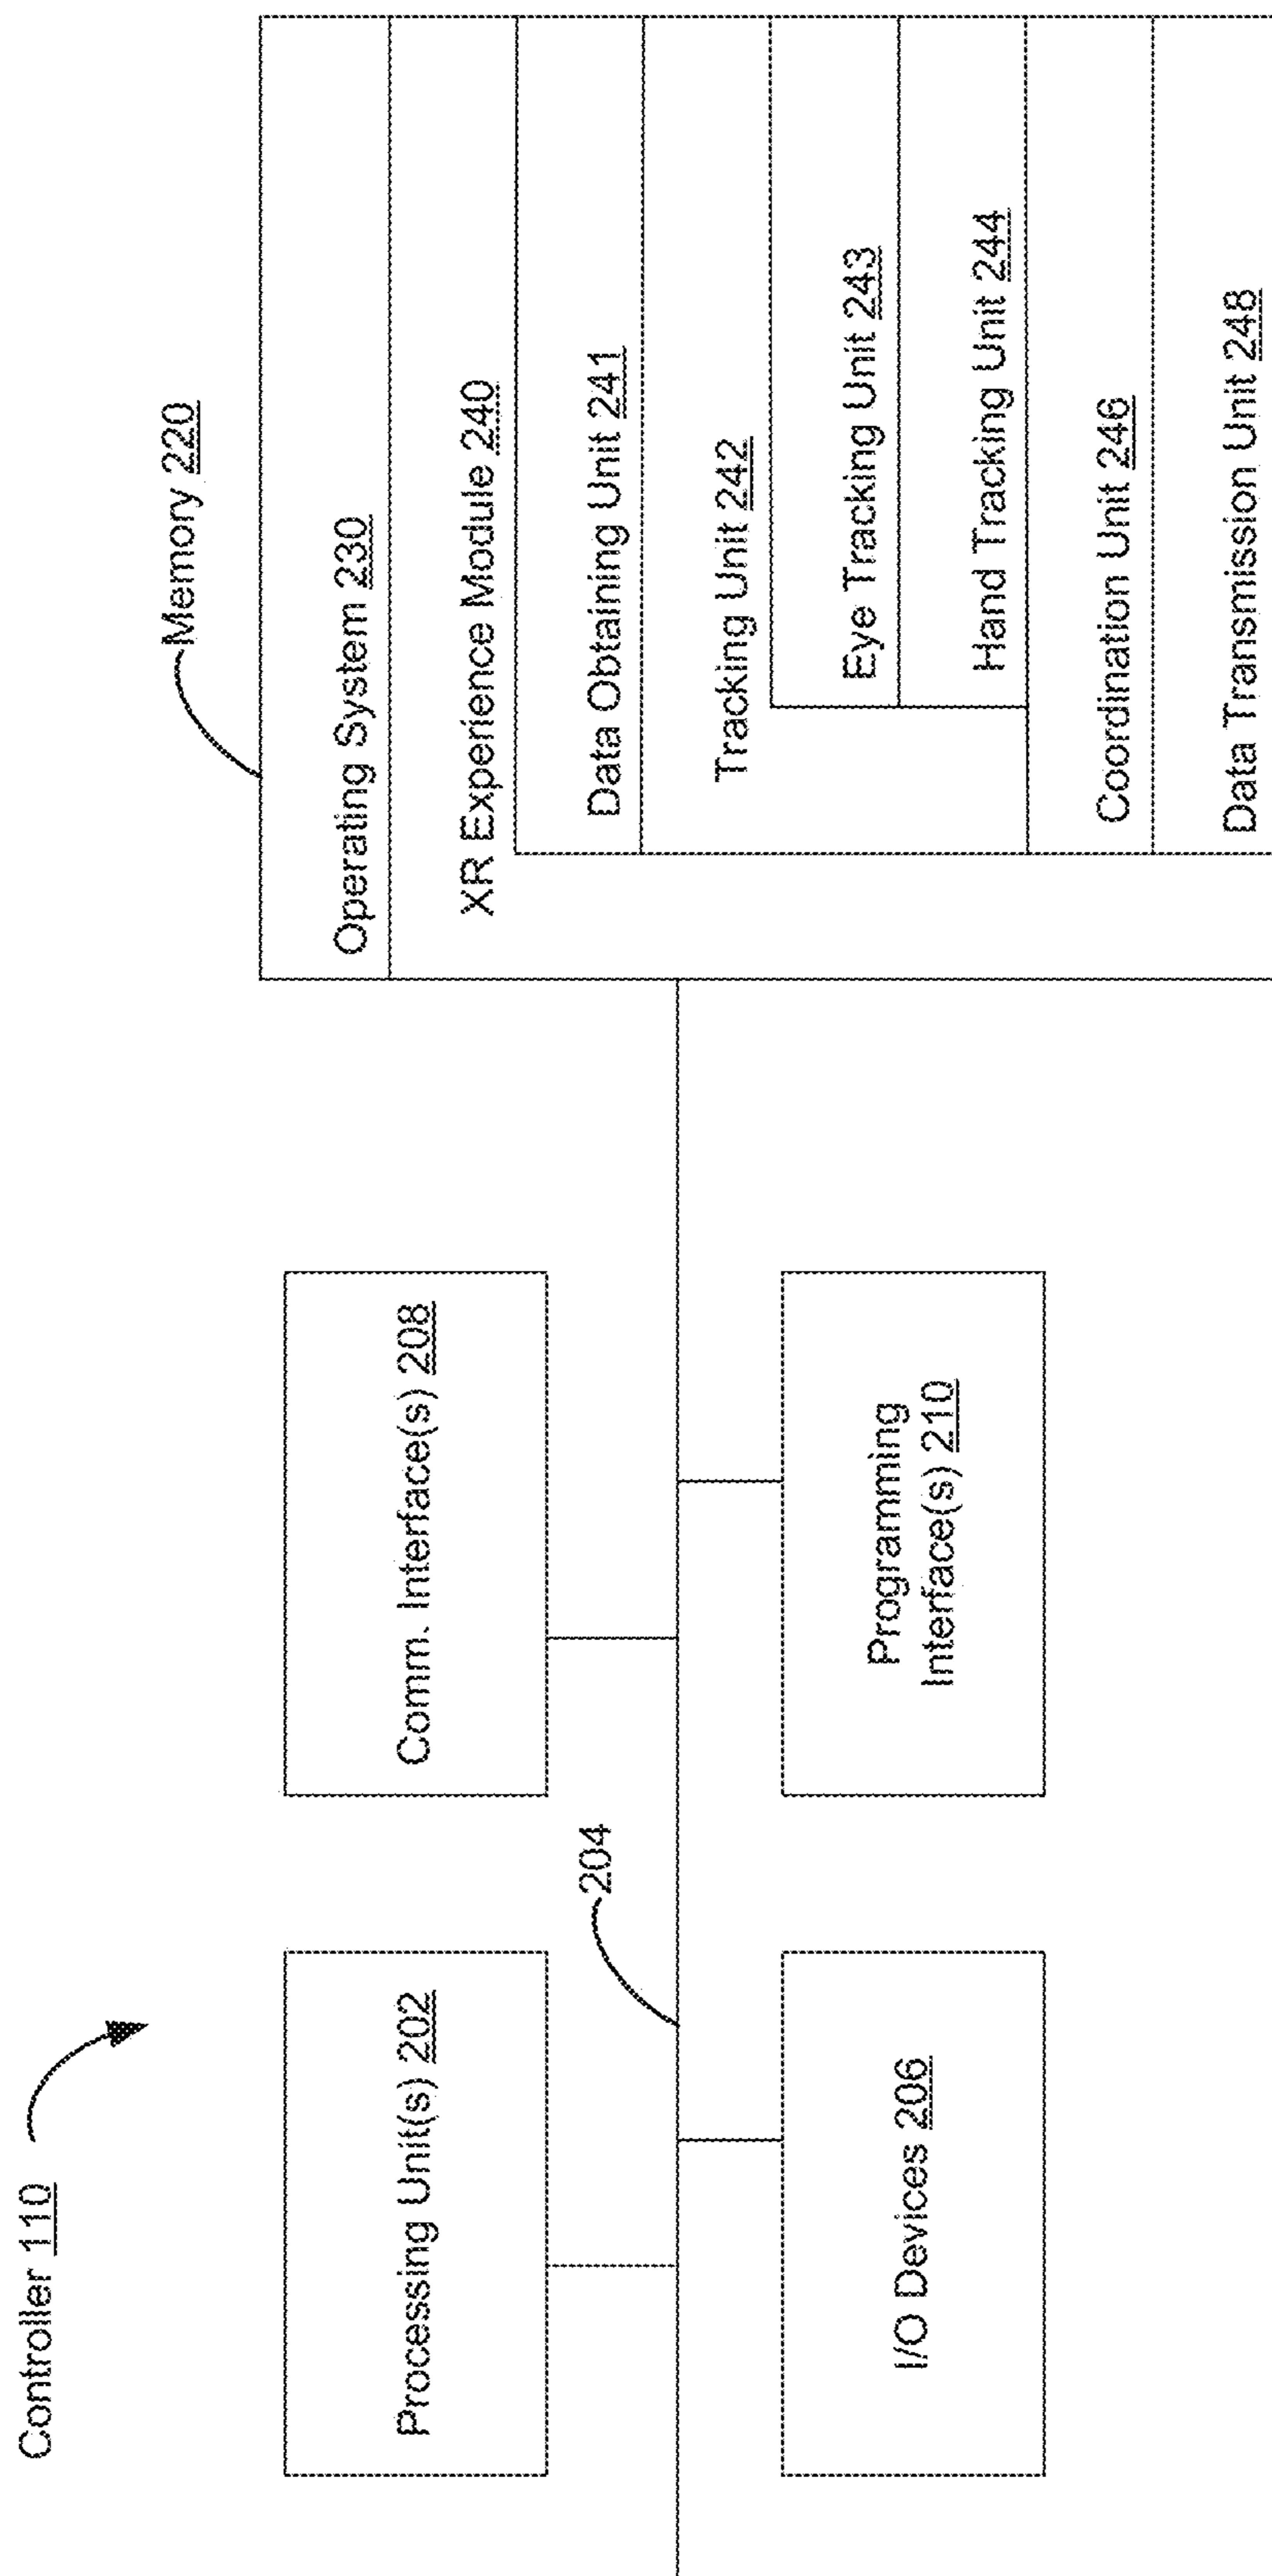 Controller 110
Memory 220
Processing Unit(s) 202
Comm. Interface(s) 208
204
I/O Devices 206
Programming
Interface(s) 210
Operating System 230
XR Experience Module 240
Data Obtaining Unit 241
Tracking Unit 242
Eye Tracking Unit 243
Hand Tracking Unit 244
Coordination Unit 246
Data Transmission Unit 248